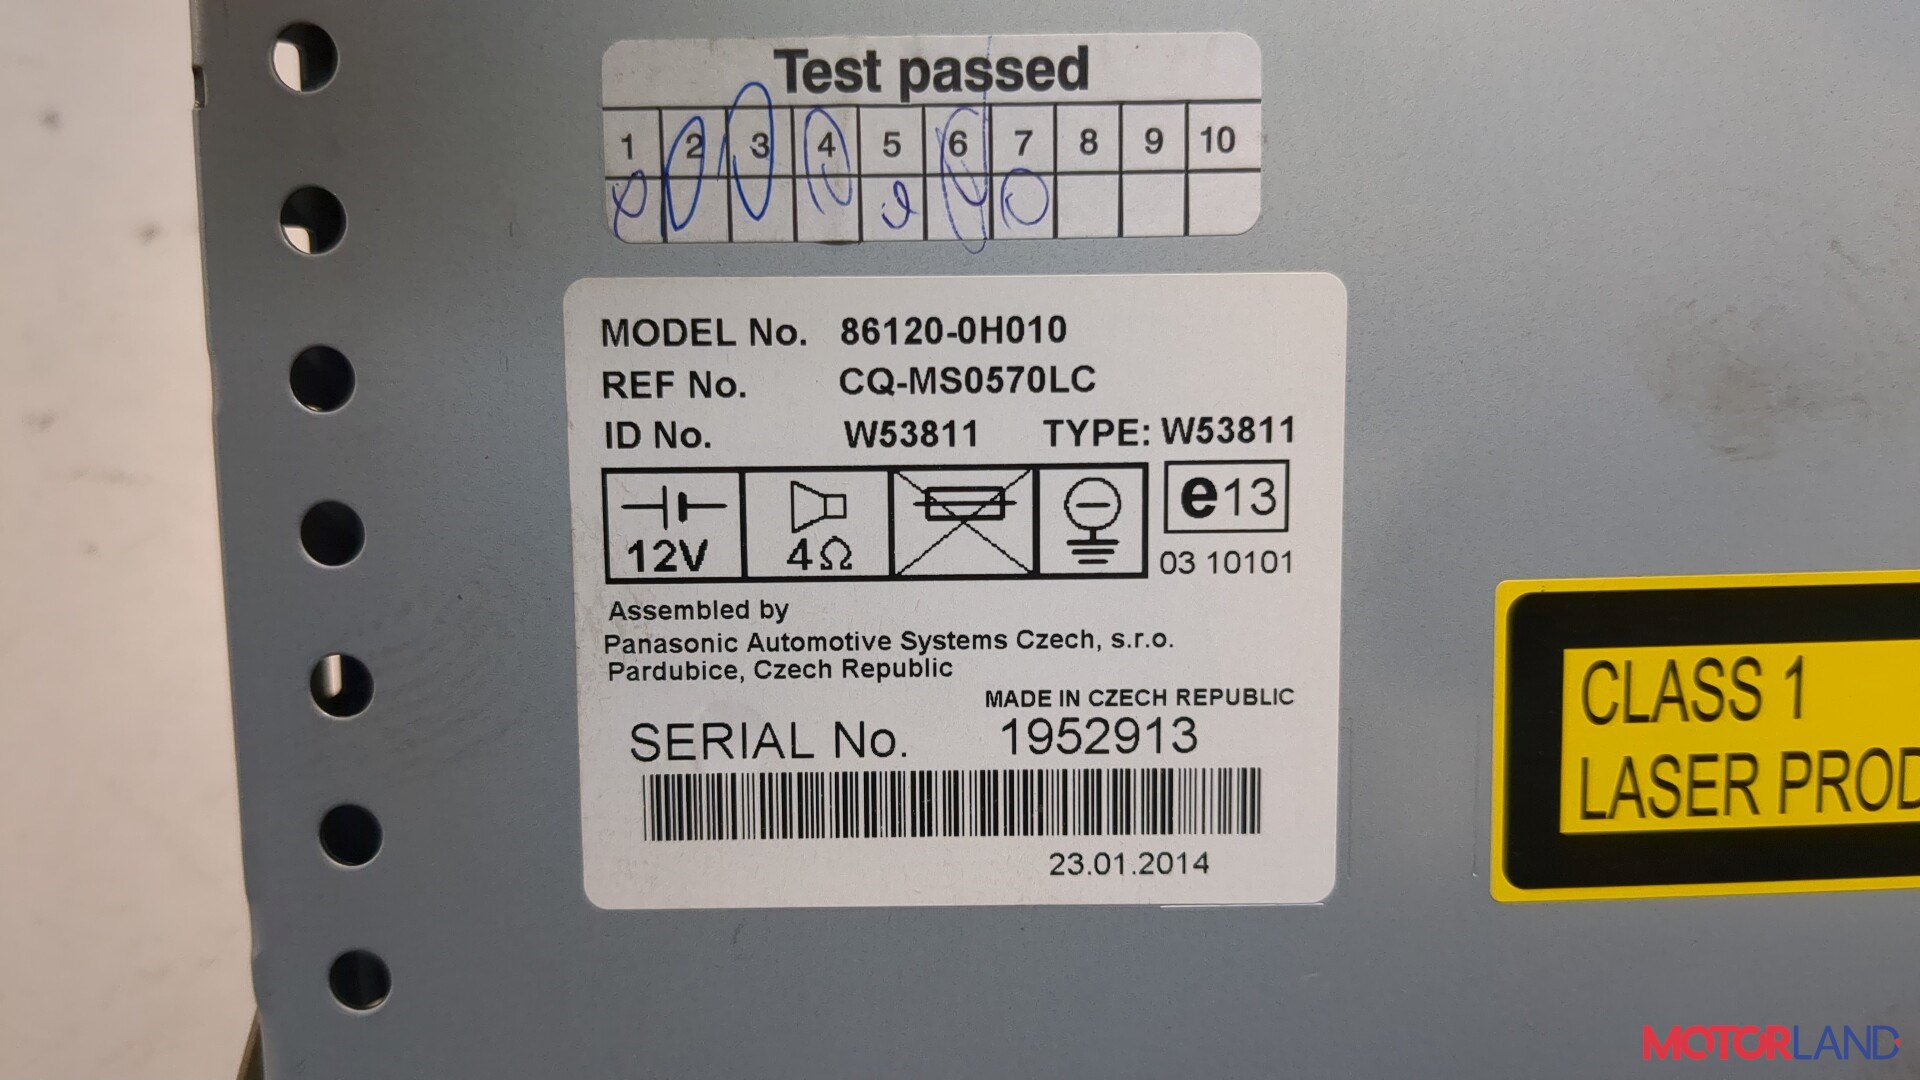 Test passed
1 2 3 4 5 6 7 8 9 10
MODEL No. 86120-0H010
REF No. CQ-MS0570LC
ID No. W53811 TYPE: W53811
12V 4Ω e13
03 10101
Assembled by
Panasonic Automotive Systems Czech, s.r.o.
Pardubice, Czech Republic
MADE IN CZECH REPUBLIC
SERIAL No. 1952913
23.01.2014
CLASS 1
LASER PROD
MOTORLAND